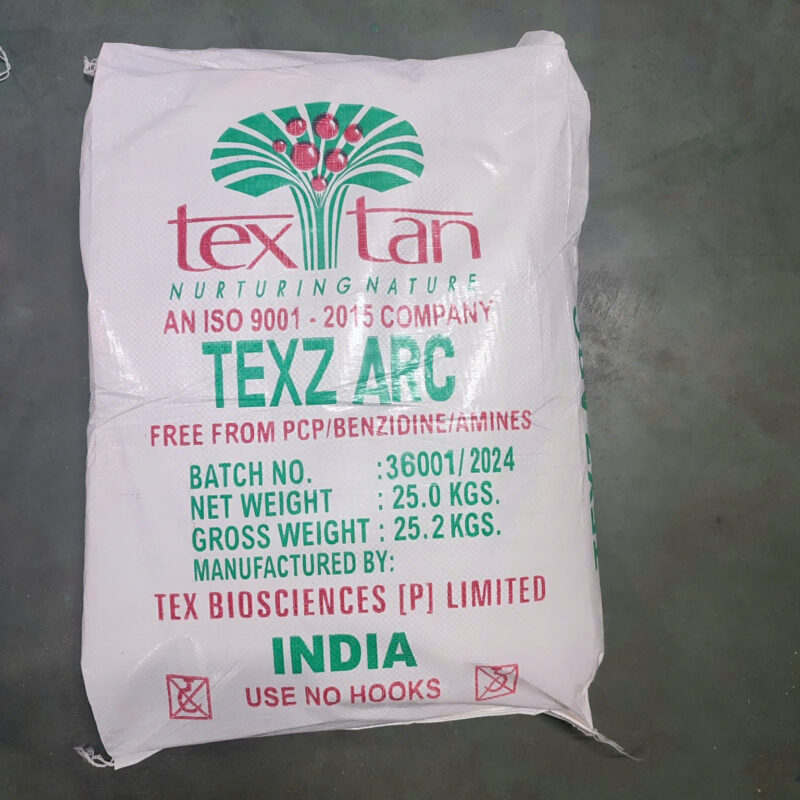 tex tan
NURTURING NATURE
AN ISO 9001 - 2015 COMPANY
TEXZ ARC
FREE FROM PCP/BENZIDINE/AMINES
BATCH NO. : 36001/2024
NET WEIGHT : 25.0 KGS.
GROSS WEIGHT : 25.2 KGS.
MANUFACTURED BY:
TEX BIOSCIENCES [P] LIMITED
INDIA
USE NO HOOKS
TEXZ ARC